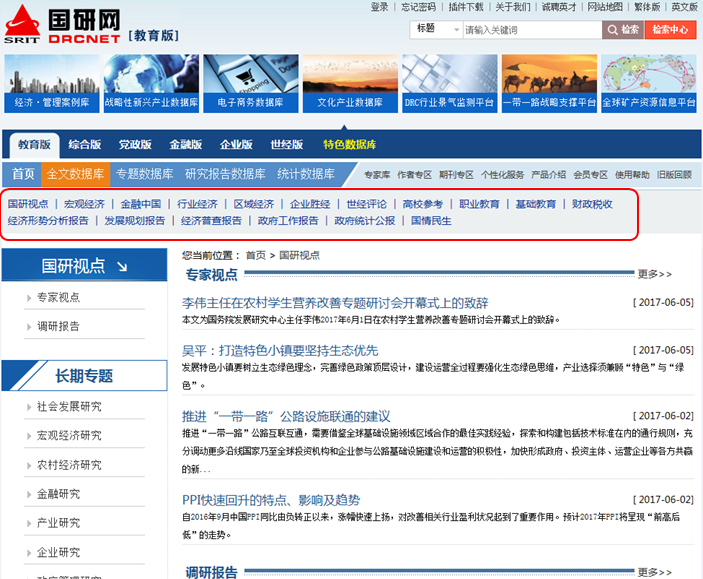 登录 | 忘记密码 | 插件下载 | 关于我们 | 诚聘英才 | 网站地图 | 繁体版 | 英文版
国研网
SRIT DRCNET [教育版]
标题 请输入关键词 检索 检索中心
经济·管理案例库 战略性新兴产业数据库 电子商务数据库 文化产业数据库 DRC行业景气监测平台 一带一路战略支撑平台 全球矿产资源信息平台
教育版 综合版 党政版 金融版 企业版 世经版 特色数据库
首页 全文数据库 专题数据库 研究报告数据库 统计数据库 专家库 作者专区 期刊专区 个性化服务 产品介绍 会员专区 使用帮助 旧版回顾
国研视点 | 宏观经济 | 金融中国 | 行业经济 | 区域经济 | 企业胜经 | 世经评论 | 高校参考 | 职业教育 | 基础教育 | 财政税收
经济形势分析报告 | 发展规划报告 | 经济普查报告 | 政府工作报告 | 政府统计公报 | 国情民生
国研视点
专家视点
调研报告
长期专题
社会发展研究
宏观经济研究
农村经济研究
金融研究
产业研究
企业研究
您当前位置： 首页 > 国研视点
专家视点 更多>>
李伟主任在农村学生营养改善专题研讨会开幕式上的致辞 [ 2017-06-05]
本文为国务院发展研究中心主任李伟2017年6月1日在农村学生营养改善专题研讨会开幕式上的致辞。
吴平：打造特色小镇要坚持生态优先 [ 2017-06-05]
发展特色小镇要树立生态绿色理念，完善绿色政策顶层设计，建设运营全过程要强化生态绿色思维，产业选择须兼顾“特色”与“绿
色”。
推进“一带一路”公路设施联通的建议 [ 2017-06-02]
推进“一带一路”公路互联互通，需要借鉴全球基础设施领域区域合作的最佳实践经验，探索和构建包括技术标准在内的通行规则，充
分调动更多沿线国家乃至全球投资机构和企业参与公路基础设施建设和运营的积极性，加快形成政府、投资主体、运营企业等各方共赢
的新...
PPI快速回升的特点、影响及趋势 [ 2017-06-02]
自2016年9月中国PPI同比由负转正以来，涨幅快速上扬，对改善相关行业盈利状况起到了重要作用。预计2017年PPI将呈现“前高后
低”的走势。
调研报告 更多>>